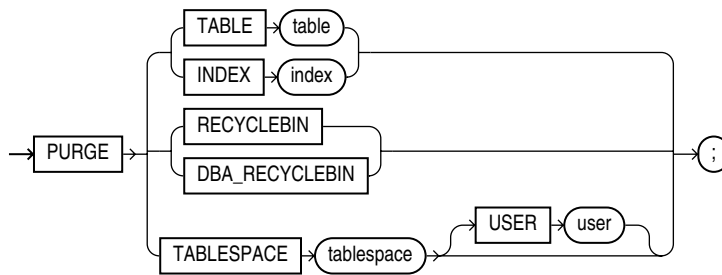 TABLE table
INDEX index
RECYCLEBIN
PURGE ;
DBA_RECYCLEBIN
USER user
TABLESPACE tablespace